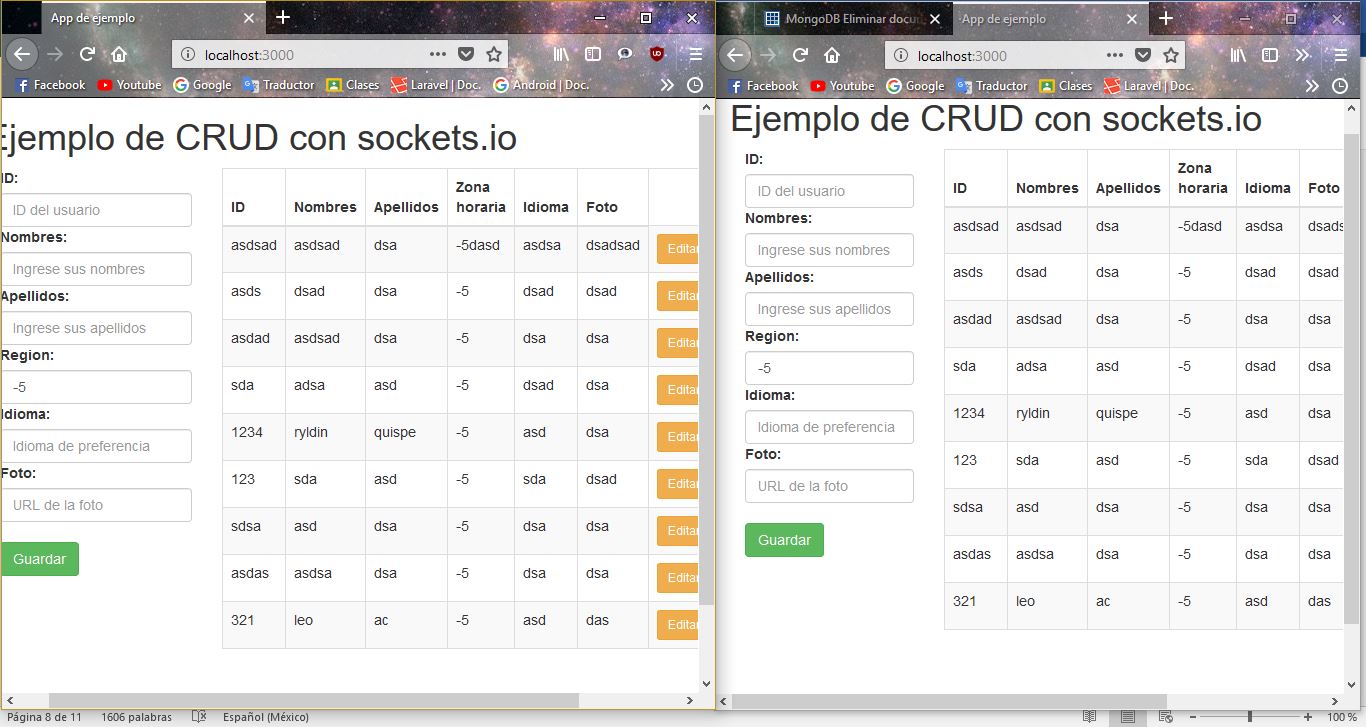 App de ejemplo
localhost:3000
Facebook Youtube Google Traductor Clases Laravel | Doc. Android | Doc.
Ejemplo de CRUD con sockets.io
ID:
ID del usuario
Nombres:
Ingrese sus nombres
Apellidos:
Ingrese sus apellidos
Region:
-5
Idioma:
Idioma de preferencia
Foto:
URL de la foto
Guardar
ID Nombres Apellidos Zona horaria Idioma Foto
asdsad asdsad dsa -5dasd asdsa dsadsad Editar
asds dsad dsa -5 dsad dsad Editar
asdad asdsad dsa -5 dsa dsa Editar
sda adsa asd -5 dsad dsa Editar
1234 ryldin quispe -5 asd dsa Editar
123 sda asd -5 sda dsad Editar
sdsa asd dsa -5 dsa dsa Editar
asdas asdsa dsa -5 dsa dsa Editar
321 leo ac -5 asd das Editar
MongoDB Eliminar docu
App de ejemplo
localhost:3000
Facebook Youtube Google Traductor Clases Laravel | Doc.
Ejemplo de CRUD con sockets.io
ID:
ID del usuario
Nombres:
Ingrese sus nombres
Apellidos:
Ingrese sus apellidos
Region:
-5
Idioma:
Idioma de preferencia
Foto:
URL de la foto
Guardar
ID Nombres Apellidos Zona horaria Idioma Foto
asdsad asdsad dsa -5dasd asdsa dsads
asds dsad dsa -5 dsad dsad
asdad asdsad dsa -5 dsa dsa
sda adsa asd -5 dsad dsa
1234 ryldin quispe -5 asd dsa
123 sda asd -5 sda dsad
sdsa asd dsa -5 dsa dsa
asdas asdsa dsa -5 dsa dsa
321 leo ac -5 asd das
Página 8 de 11 1606 palabras Español (México) 100 %